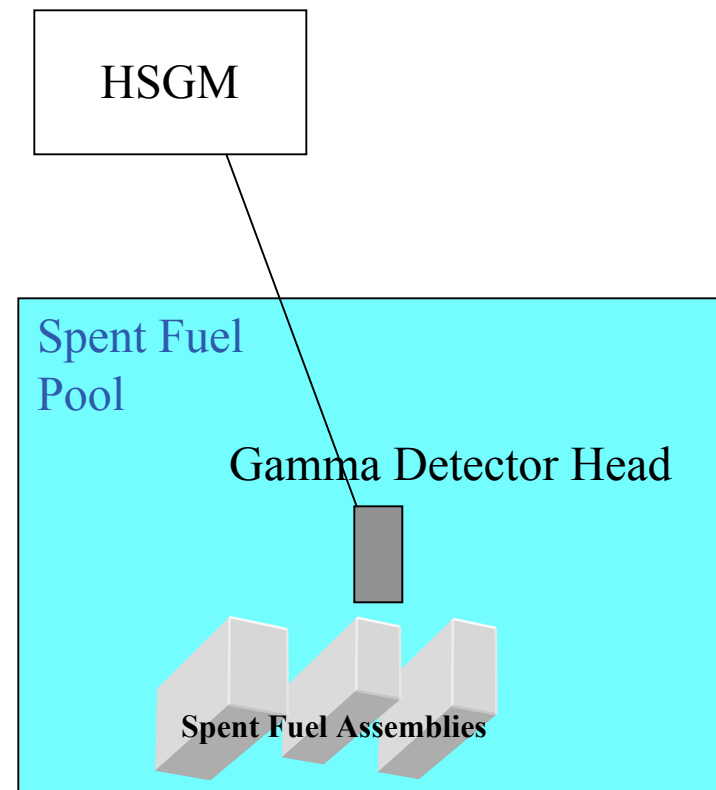 HSGM
Spent Fuel
Pool
Gamma Detector Head
Spent Fuel Assemblies